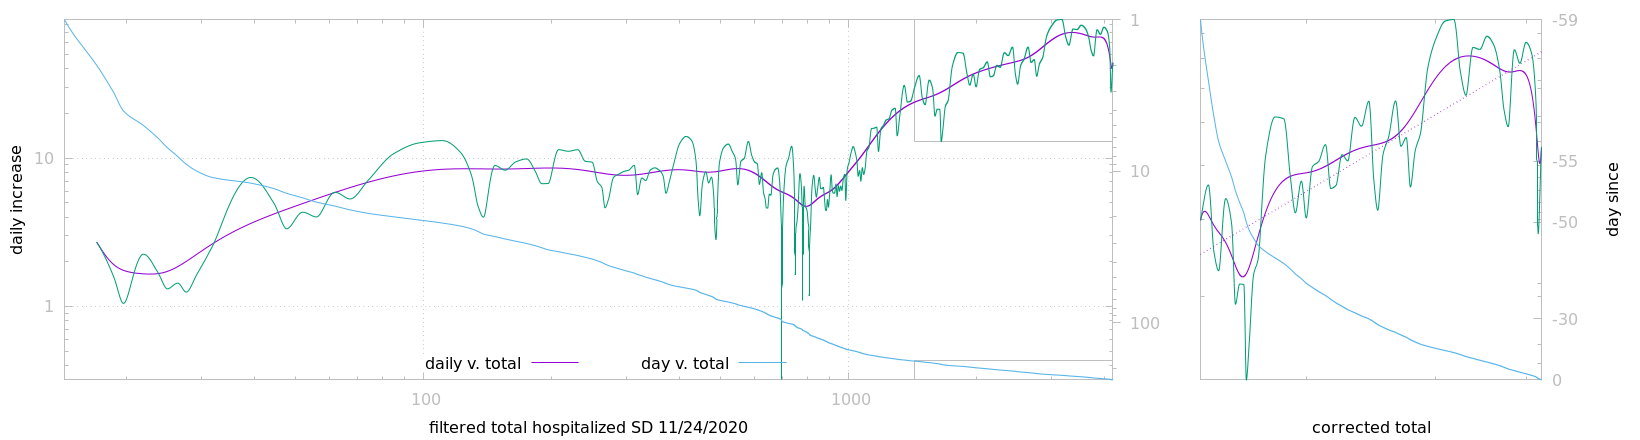 daily increase
10
1
1
10
100
daily v. total
day v. total
100
1000
filtered total hospitalized SD 11/24/2020
-59
-55
-50
-30
0
day since
corrected total